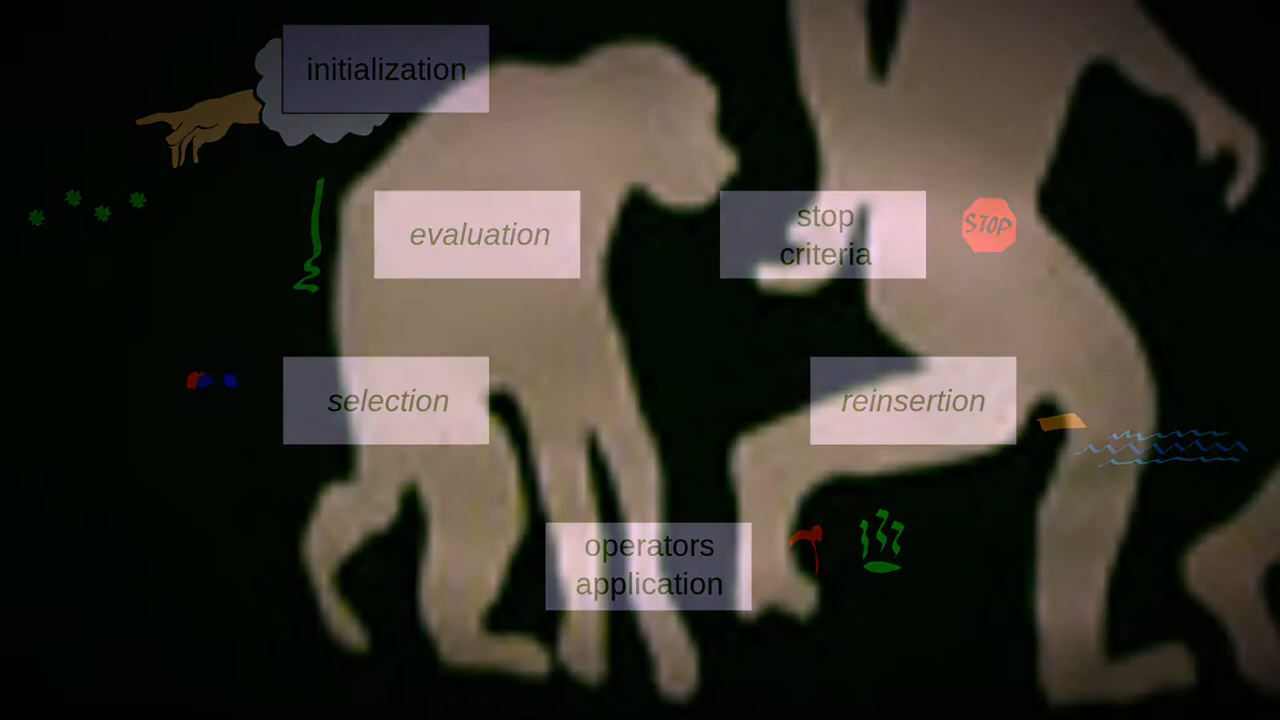 initialization
evaluation
stop
criteria
STOP
selection
reinsertion
operators
application